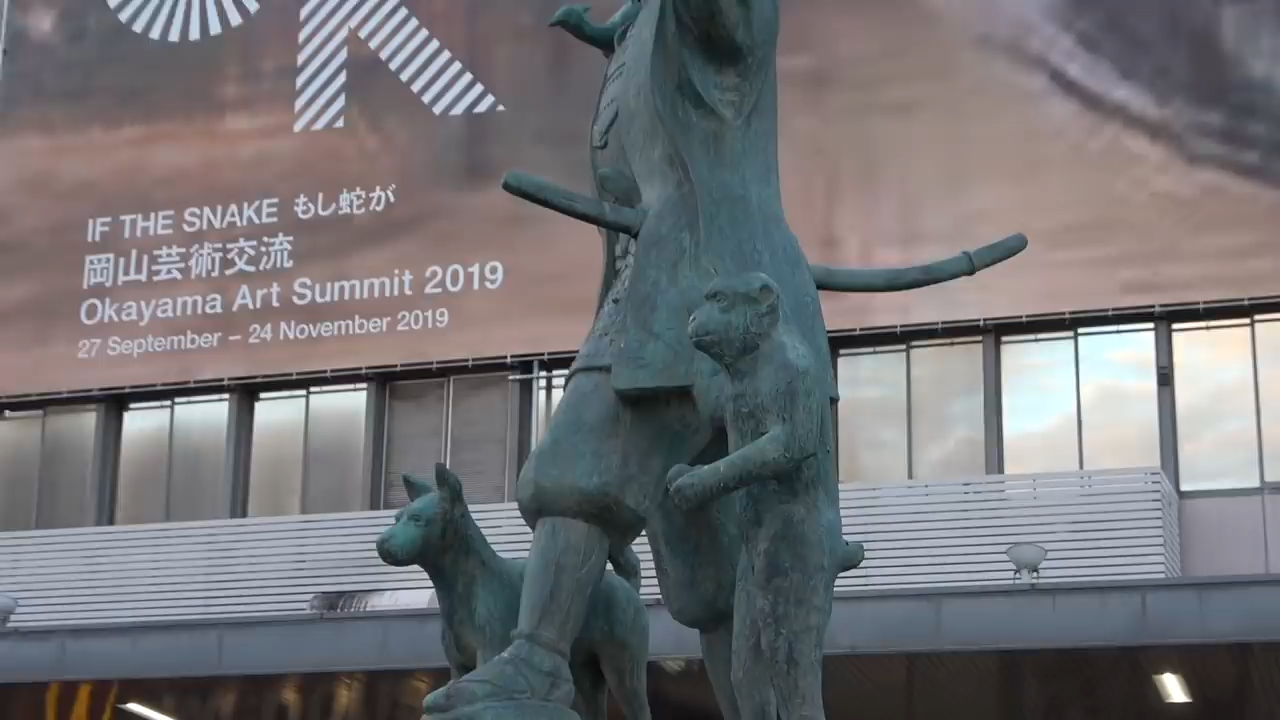 IF THE SNAKE もし蛇が
岡山芸術交流
Okayama Art Summit 2019
27 September – 24 November 2019